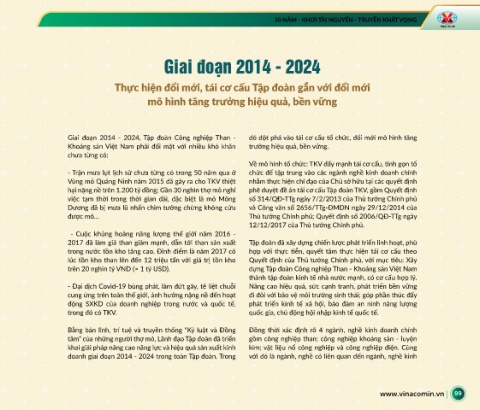 30 NĂM - KHƠI TÀI NGUYÊN - TRUYỀN KHÁT VỌNG
Giai đoạn 2014 - 2024
Thực hiện đổi mới, tái cơ cấu Tập đoàn gắn với đổi mới
mô hình tăng trưởng hiệu quả, bền vững
Giai đoạn 2014 - 2024, Tập đoàn Công nghiệp Than -
Khoáng sản Việt Nam phải đối mặt với nhiều khó khăn
chưa từng có:
- Trận mưa lụt lịch sử chưa từng có trong 50 năm qua ở
Vùng mỏ Quảng Ninh năm 2015 đã gây ra cho TKV thiệt
hại nặng nề trên 1.200 tỷ đồng; Gần 30 nghìn thợ mỏ nghỉ
việc tạm thời trong thời gian dài, đặc biệt là mỏ Mông
Dương đã bị mưa lũ nhấn chìm tưởng chừng không cứu
được mỏ...
- Cuộc khủng hoảng năng lượng thế giới năm 2016 -
2017 đã làm giá than giảm mạnh, dẫn tới than sản xuất
trong nước tồn kho tăng cao. Đỉnh điểm là năm 2017 có
lúc tồn kho than lên đến 12 triệu tấn với giá trị tồn kho
trên 20 nghìn tỷ VND (≈ 1 tỷ USD).
- Đại dịch Covid-19 bùng phát, làm đứt gãy, tê liệt chuỗi
cung ứng trên toàn thế giới, ảnh hưởng nặng nề đến hoạt
động SXKD của doanh nghiệp trong nước và quốc tế,
trong đó có TKV.
Bằng bản lĩnh, trí tuệ và truyền thống "Kỷ luật và Đồng
tâm" của những người thợ mỏ, Lãnh đạo Tập đoàn đã triển
khai giải pháp nâng cao năng lực và hiệu quả sản xuất kinh
doanh giai đoạn 2014 - 2024 trong toàn Tập đoàn. Trong
đó đột phá vào tái cơ cấu tổ chức, đổi mới mô hình tăng
trưởng hiệu quả, bền vững.
Về mô hình tổ chức: TKV đẩy mạnh tái cơ cấu, tinh gọn tổ
chức để tập trung vào các ngành nghề kinh doanh chính
nhằm thực hiện chỉ đạo của Chủ sở hữu tại các quyết định
phê duyệt đề án tái cơ cấu Tập đoàn TKV, gồm Quyết định
số 314/QĐ-TTg ngày 7/2/2013 của Thủ tướng Chính phủ
và Công văn số 2656/TTg-ĐMDN ngày 29/12/2014 của
Thủ tướng Chính phủ; Quyết định số 2006/QĐ-TTg ngày
12/12/2017 của Thủ tướng Chính phủ.
Tập đoàn đã xây dựng chiến lược phát triển linh hoạt, phù
hợp với thực tiễn, quyết tâm thực hiện tái cơ cấu theo
Quyết định của Thủ tướng Chính phủ, với mục tiêu: Xây
dựng Tập đoàn Công nghiệp Than - Khoáng sản Việt Nam
thành tập đoàn kinh tế nhà nước mạnh, có cơ cấu hợp lý.
Nâng cao hiệu quả, sức cạnh tranh, phát triển bền vững
đi đôi với bảo vệ môi trường sinh thái; góp phần thúc đẩy
phát triển kinh tế xã hội, bảo đảm an ninh năng lượng
quốc gia, chủ động hội nhập kinh tế quốc tế.
Đồng thời xác định rõ 4 ngành, nghề kinh doanh chính
gồm công nghiệp than; công nghiệp khoáng sản - luyện
kim; vật liệu nổ công nghiệp và công nghiệp điện. Cùng
với đó là ngành, nghề có liên quan đến ngành, nghề kinh
www.vinacomin.vn | 99